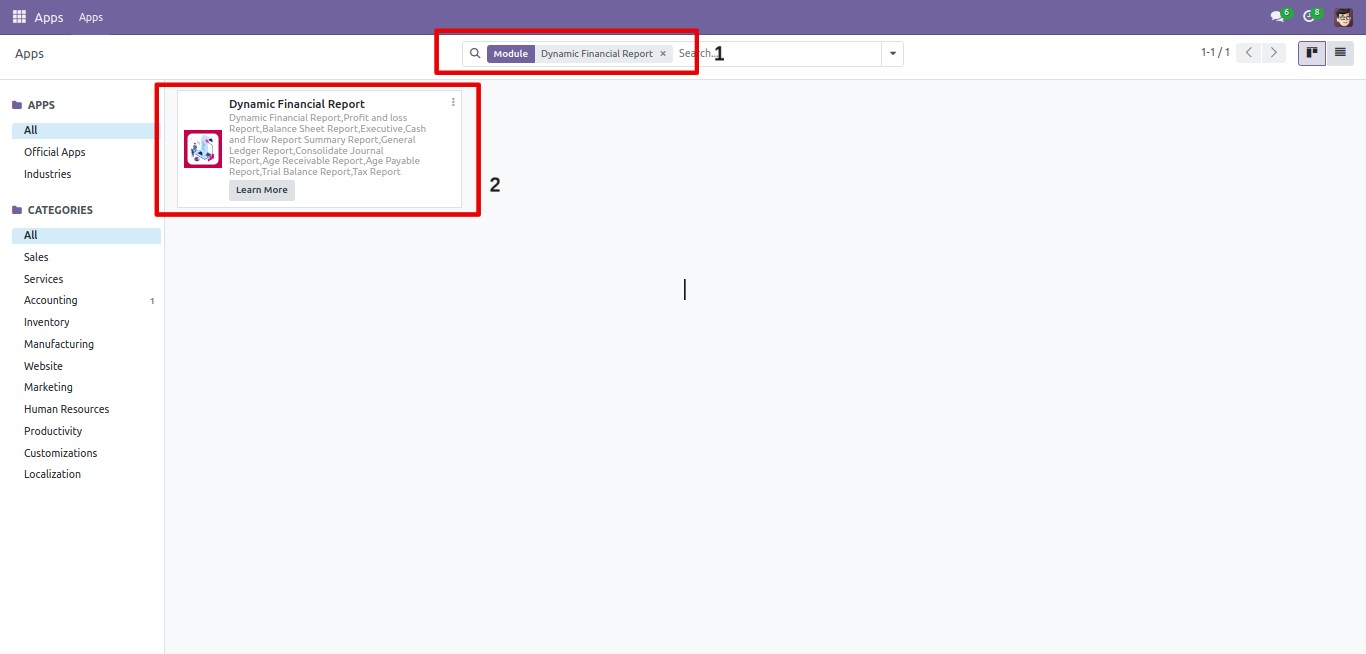 Apps Apps 6 8
Apps
Module Dynamic Financial Report × Search... 1
1-1 / 1
APPS
All
Official Apps
Industries
CATEGORIES
All
Sales
Services
Accounting 1
Inventory
Manufacturing
Website
Marketing
Human Resources
Productivity
Customizations
Localization
Dynamic Financial Report
Dynamic Financial Report,Profit and loss
Report,Balance Sheet Report,Executive,Cash
and Flow Report Summary Report,General
Ledger Report,Consolidate Journal
Report,Age Receivable Report,Age Payable
Report,Trial Balance Report,Tax Report
Learn More
2